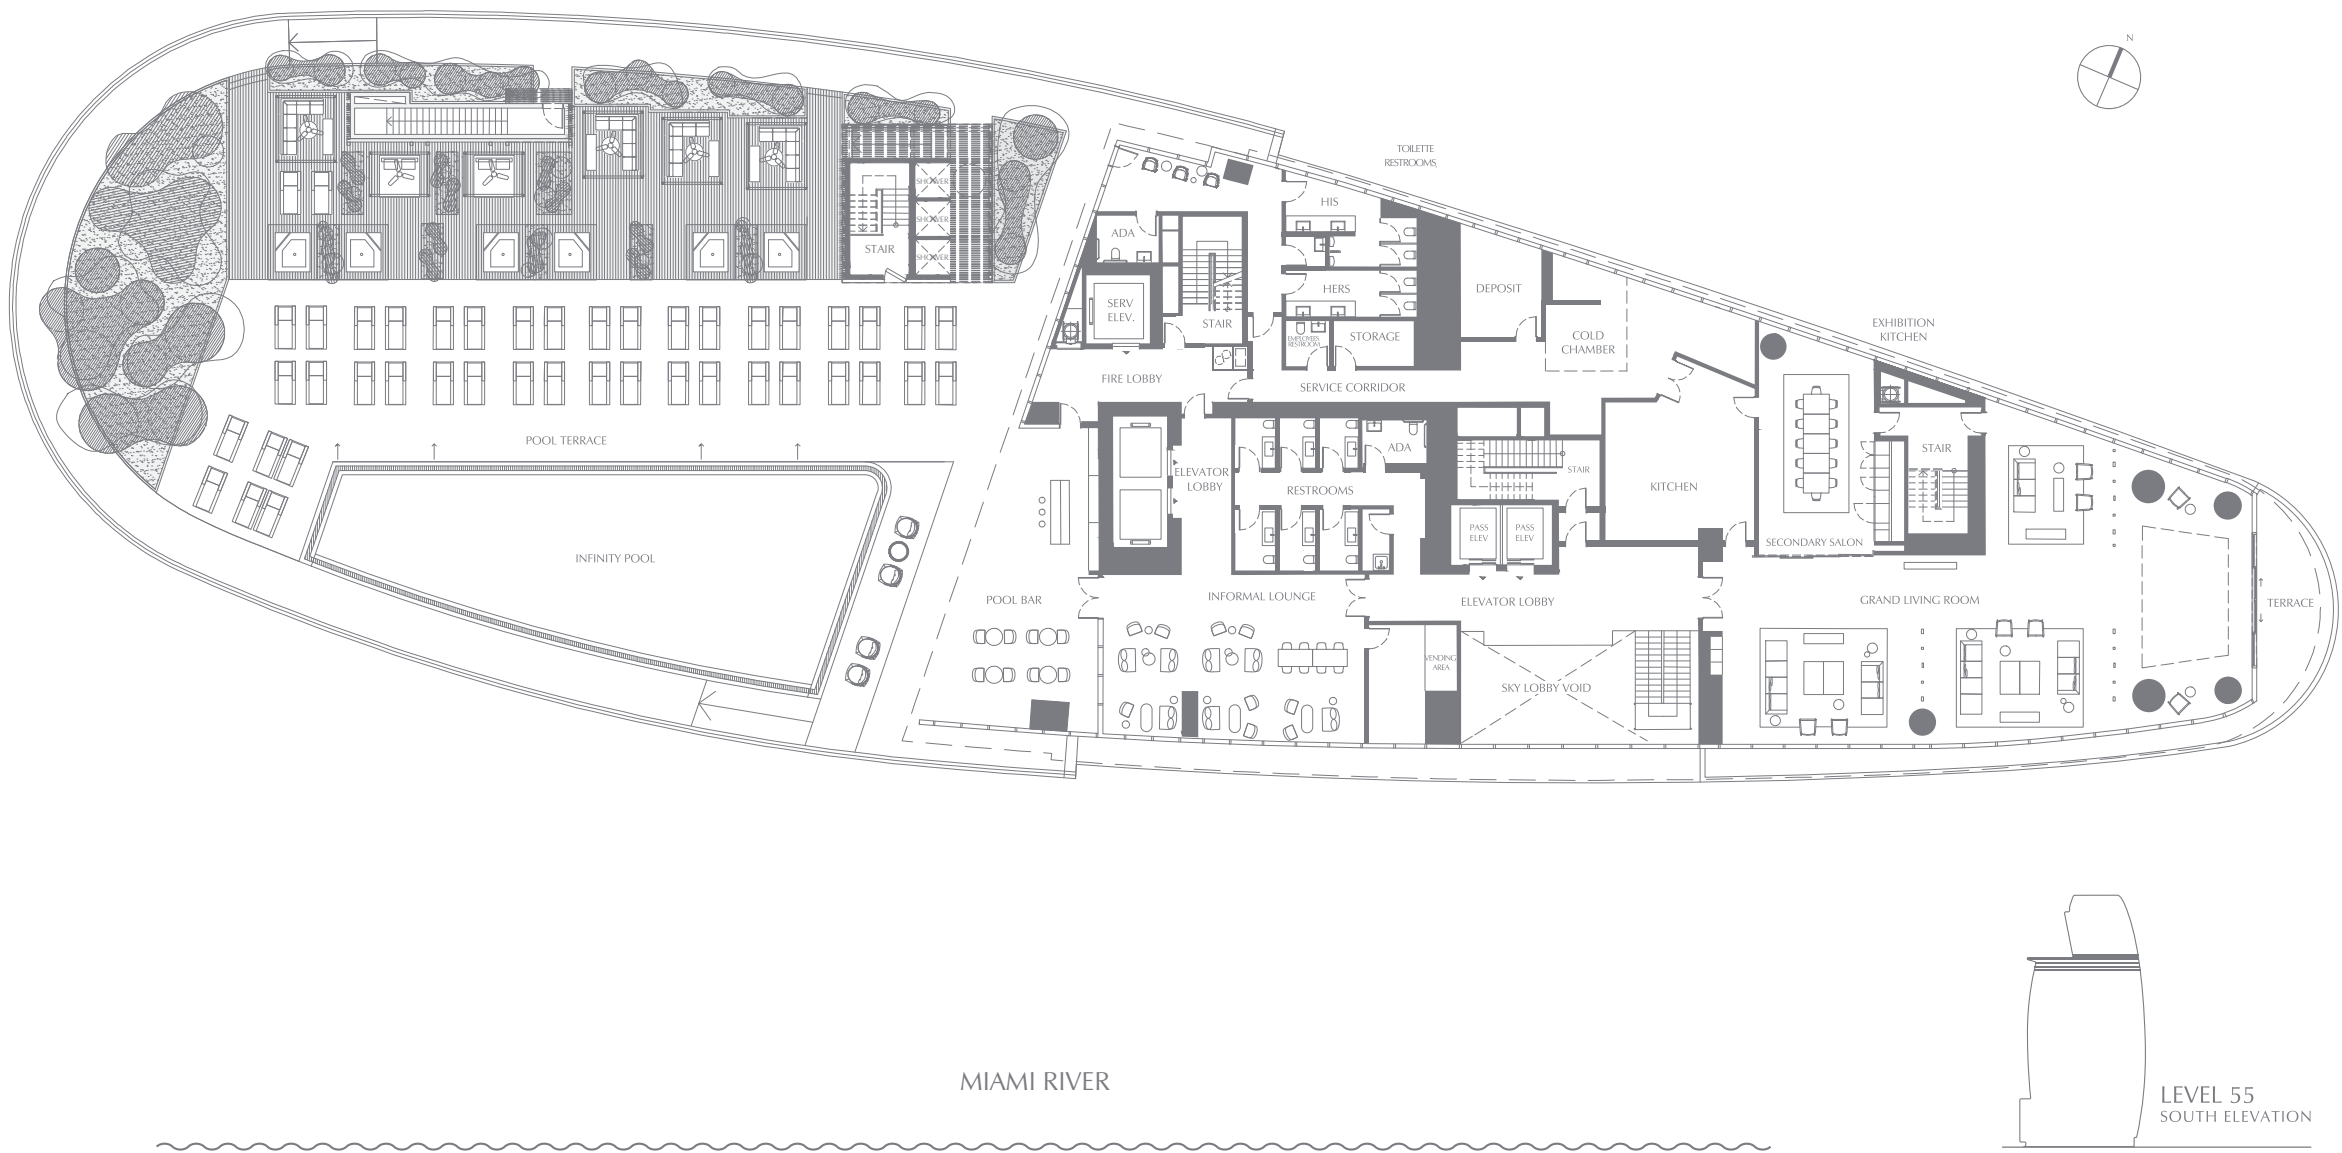 N
TOILETTE
RESTROOMS,
SHOWER
SHOWER
SHOWER
STAIR
HIS
ADA
HERS
SERV
ELEV.
STAIR
DEPOSIT
EMPLOYEES
RESTROOM
STORAGE
COLD
CHAMBER
EXHIBITION
KITCHEN
FIRE LOBBY
SERVICE CORRIDOR
POOL TERRACE
ELEVATOR
LOBBY
ADA
RESTROOMS
STAIR
KITCHEN
STAIR
PASS
ELEV
PASS
ELEV
SECONDARY SALON
INFINITY POOL
POOL BAR
INFORMAL LOUNGE
ELEVATOR LOBBY
GRAND LIVING ROOM
TERRACE
VENDING
AREA
SKY LOBBY VOID
MIAMI RIVER
LEVEL 55
SOUTH ELEVATION